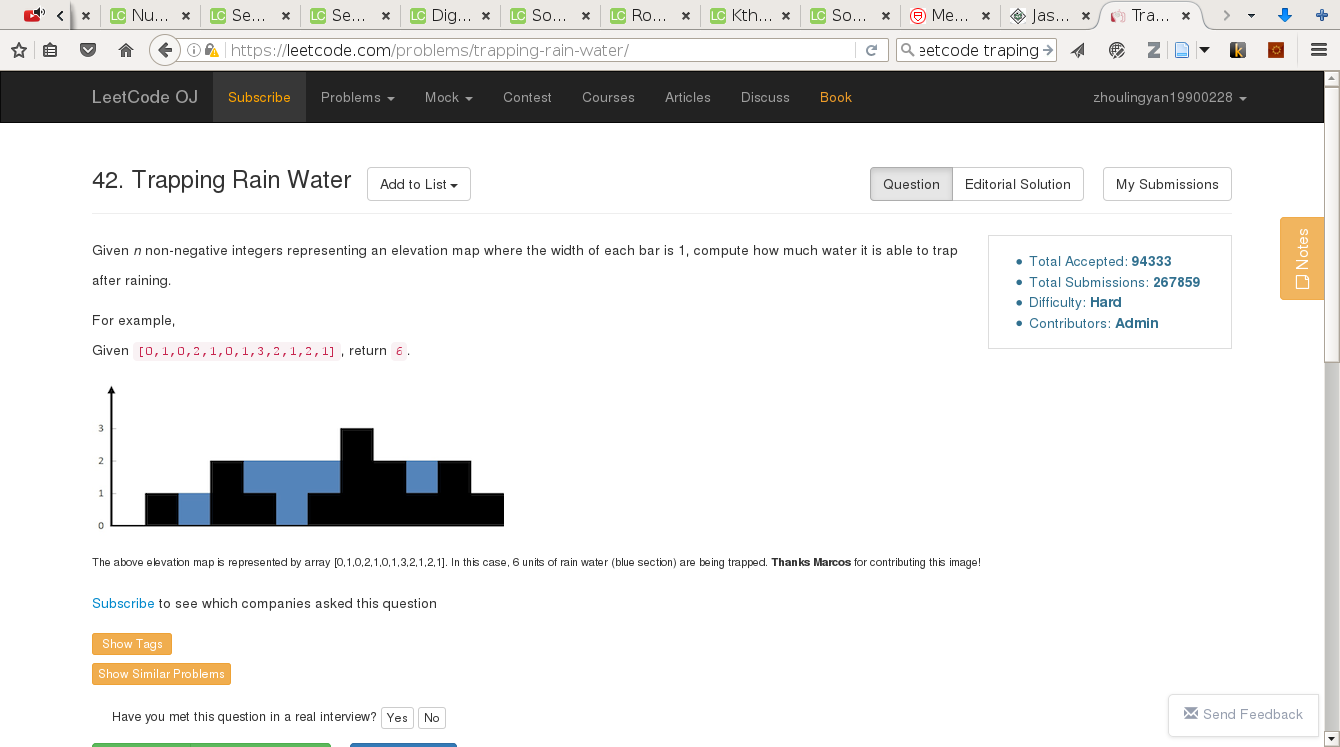 LC Nu... LC Se... LC Se... LC Dig... LC So... LC Ro... LC Kth... LC So... Me... Jas... Tra...
https://leetcode.com/problems/trapping-rain-water/ eetcode traping
LeetCode OJ Subscribe Problems Mock Contest Courses Articles Discuss Book zhoulingyan19900228
42. Trapping Rain Water Add to List Question Editorial Solution My Submissions
Given n non-negative integers representing an elevation map where the width of each bar is 1, compute how much water it is able to trap
after raining.
Total Accepted: 94333
Total Submissions: 267859
Difficulty: Hard
Contributors: Admin
Notes
For example,
Given [0,1,0,2,1,0,1,3,2,1,2,1], return 6.
3
2
1
0
The above elevation map is represented by array [0,1,0,2,1,0,1,3,2,1,2,1]. In this case, 6 units of rain water (blue section) are being trapped. Thanks Marcos for contributing this image!
Subscribe to see which companies asked this question
Show Tags
Show Similar Problems
Have you met this question in a real interview? Yes No
Send Feedback